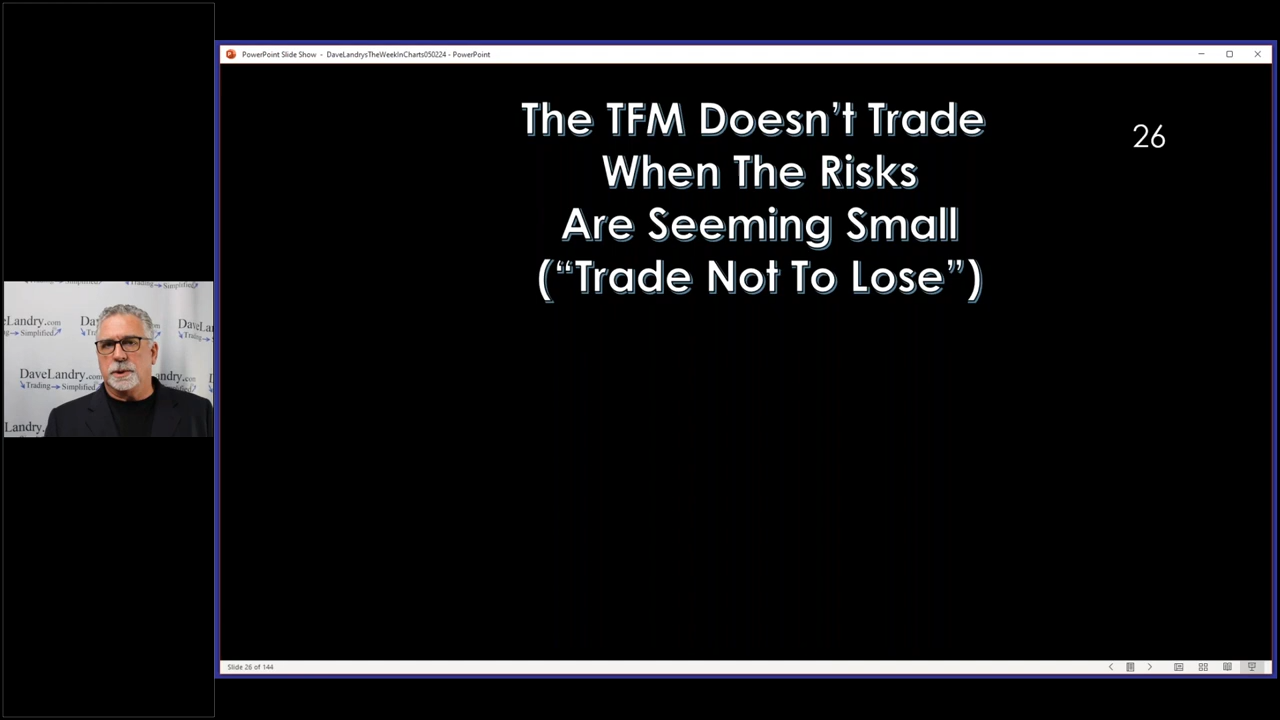 PowerPoint Slide Show - DaveLandrysTheWeekInCharts050224 - PowerPoint
The TFM Doesn't Trade
When The Risks
Are Seeming Small
("Trade Not To Lose")
26
DaveLandry.com
Trading Simplified
Slide 26 of 144